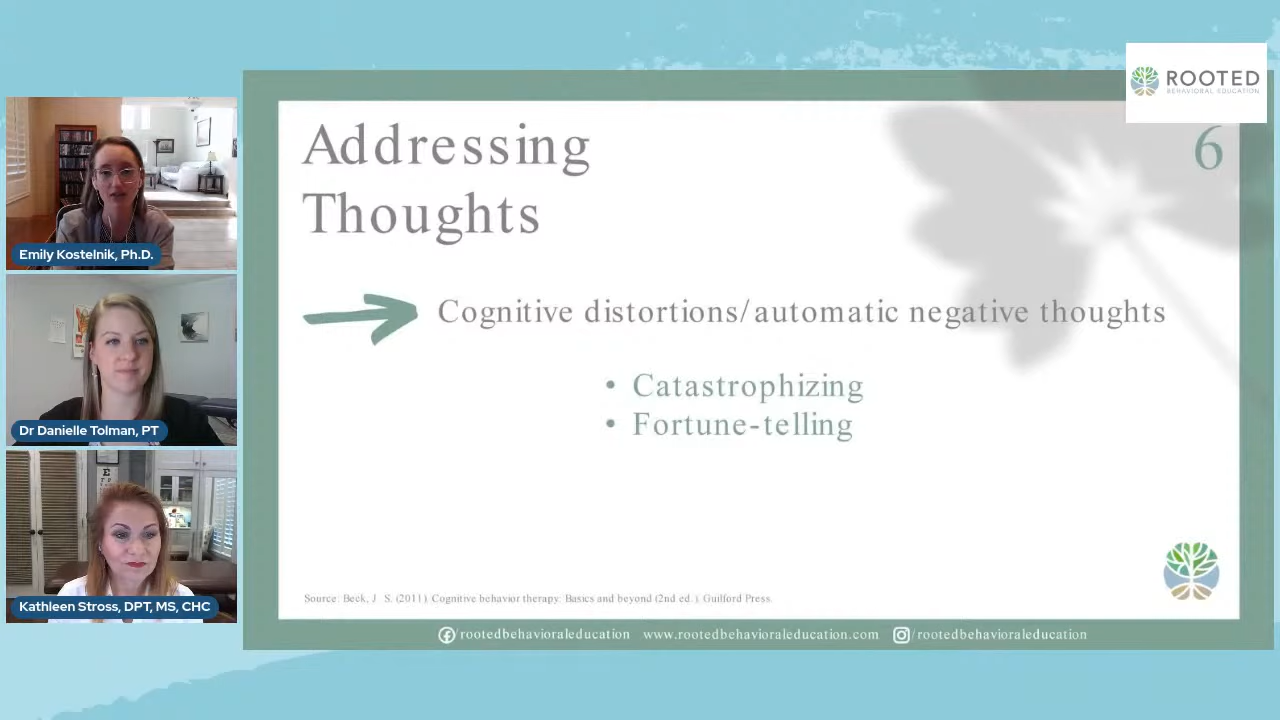 ROOTED
BEHAVIORAL EDUCATION
6
Addressing
Thoughts
Cognitive distortions/automatic negative thoughts
• Catastrophizing
• Fortune-telling
Source: Beck, J. S. (2011). Cognitive behavior therapy: Basics and beyond (2nd ed.). Guilford Press.
/rootedbehavioraleducation www.rootedbehavioraleducation.com /rootedbehavioraleducation
Emily Kostelnik, Ph.D.
Dr Danielle Tolman, PT
Kathleen Stross, DPT, MS, CHC
E